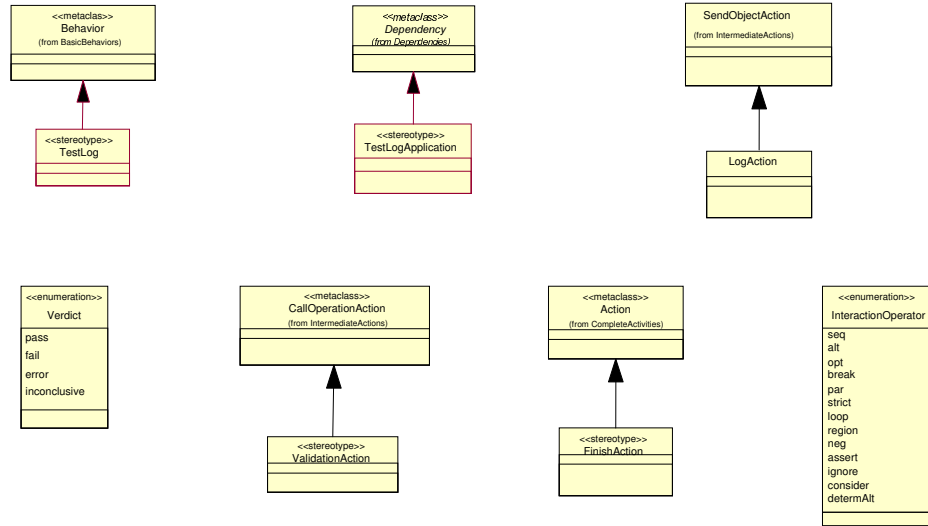 <<metaclas>>
Behavior
(from BasicBehaviors)
<<stereotype>>
TestLog
<<metaclass>>
Dependency
(from Dependencies)
<<stereotype>>
TestLogApplication
SendObjectAction
(from IntermediateActions)
LogAction
<<enumeration>>
Verdict
pass
fail
error
inconclusive
<<metaclass>>
CallOperationAction
(from IntermediateActions)
<<stereotype>>
ValidationAction
<<metaclass>>
Action
(from CompleteActivities)
<<stereotype>>
FinishAction
<<enumeration>>
InteractionOperator
seq
alt
opt
break
par
strict
loop
region
neg
assert
ignore
consider
determAlt